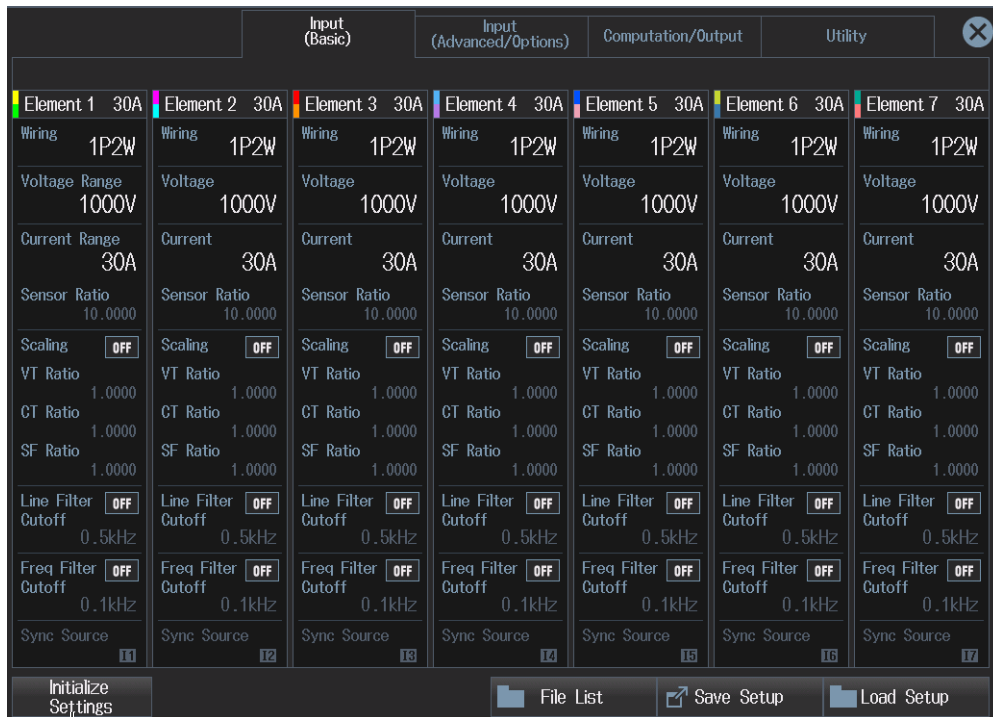 Input (Basic)
Input (Advanced/Options)
Computation/Output
Utility
Element 1 30A Element 2 30A Element 3 30A Element 4 30A Element 5 30A Element 6 30A Element 7 30A
Wiring Wiring Wiring Wiring Wiring Wiring Wiring
1P2W 1P2W 1P2W 1P2W 1P2W 1P2W 1P2W
Voltage Range Voltage Voltage Voltage Voltage Voltage Voltage
1000V 1000V 1000V 1000V 1000V 1000V 1000V
Current Range Current Current Current Current Current Current
30A 30A 30A 30A 30A 30A 30A
Sensor Ratio Sensor Ratio Sensor Ratio Sensor Ratio Sensor Ratio Sensor Ratio Sensor Ratio
10.0000 10.0000 10.0000 10.0000 10.0000 10.0000 10.0000
Scaling OFF Scaling OFF Scaling OFF Scaling OFF Scaling OFF Scaling OFF Scaling OFF
VT Ratio VT Ratio VT Ratio VT Ratio VT Ratio VT Ratio VT Ratio
1.0000 1.0000 1.0000 1.0000 1.0000 1.0000 1.0000
CT Ratio CT Ratio CT Ratio CT Ratio CT Ratio CT Ratio CT Ratio
1.0000 1.0000 1.0000 1.0000 1.0000 1.0000 1.0000
SF Ratio SF Ratio SF Ratio SF Ratio SF Ratio SF Ratio SF Ratio
1.0000 1.0000 1.0000 1.0000 1.0000 1.0000 1.0000
Line Filter OFF Line Filter OFF Line Filter OFF Line Filter OFF Line Filter OFF Line Filter OFF Line Filter OFF
Cutoff Cutoff Cutoff Cutoff Cutoff Cutoff Cutoff
0.5kHz 0.5kHz 0.5kHz 0.5kHz 0.5kHz 0.5kHz 0.5kHz
Freq Filter OFF Freq Filter OFF Freq Filter OFF Freq Filter OFF Freq Filter OFF Freq Filter OFF Freq Filter OFF
Cutoff Cutoff Cutoff Cutoff Cutoff Cutoff Cutoff
0.1kHz 0.1kHz 0.1kHz 0.1kHz 0.1kHz 0.1kHz 0.1kHz
Sync Source Sync Source Sync Source Sync Source Sync Source Sync Source Sync Source
I1 I2 I3 I4 I5 I6 I7
Initialize Settings
File List
Save Setup
Load Setup